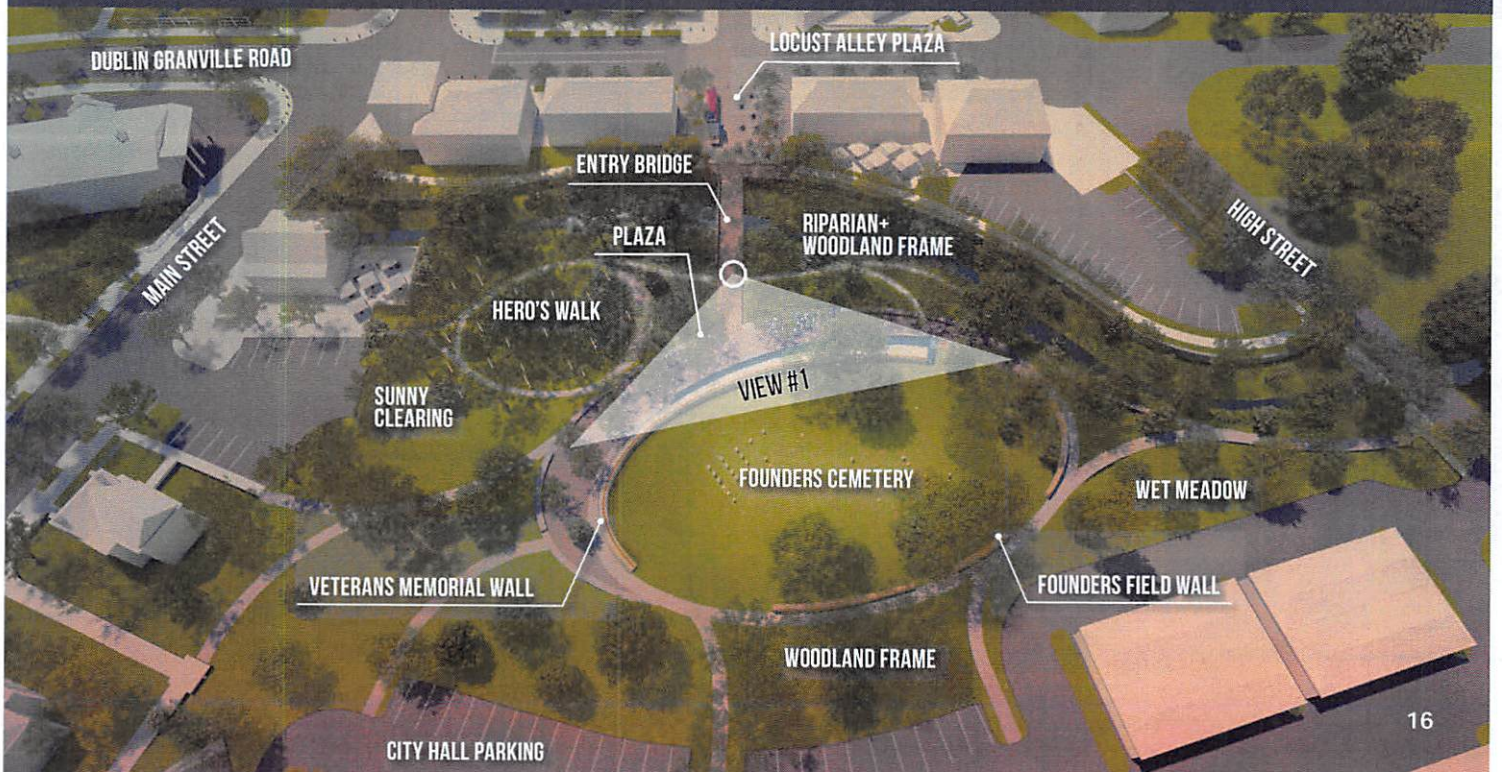 DUBLIN GRANVILLE ROAD
LOCUST ALLEY PLAZA
ENTRY BRIDGE
PLAZA
RIPARIAN+
WOODLAND FRAME
HIGH STREET
MAIN STREET
HERO'S WALK
VIEW #1
SUNNY
CLEARING
FOUNDERS CEMETERY
WET MEADOW
VETERANS MEMORIAL WALL
FOUNDERS FIELD WALL
WOODLAND FRAME
16
CITY HALL PARKING